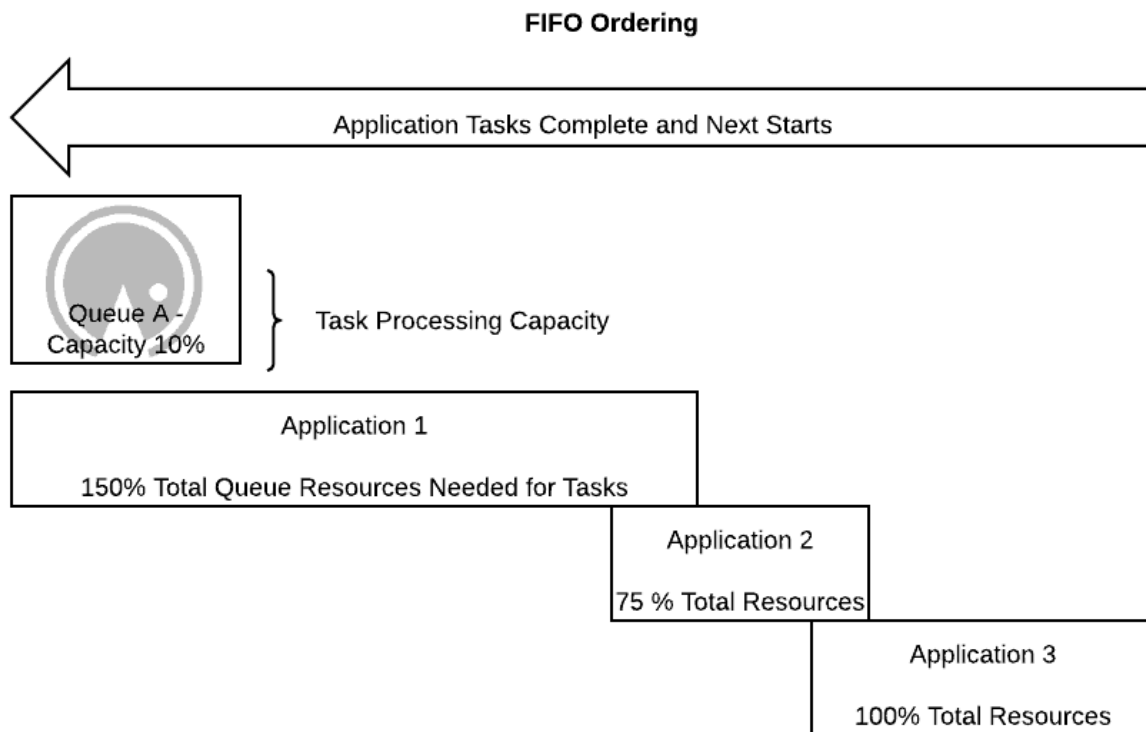 FIFO Ordering
Application Tasks Complete and Next Starts
Queue A -
Capacity 10%
Task Processing Capacity
Application 1
150% Total Queue Resources Needed for Tasks
Application 2
75 % Total Resources
Application 3
100% Total Resources